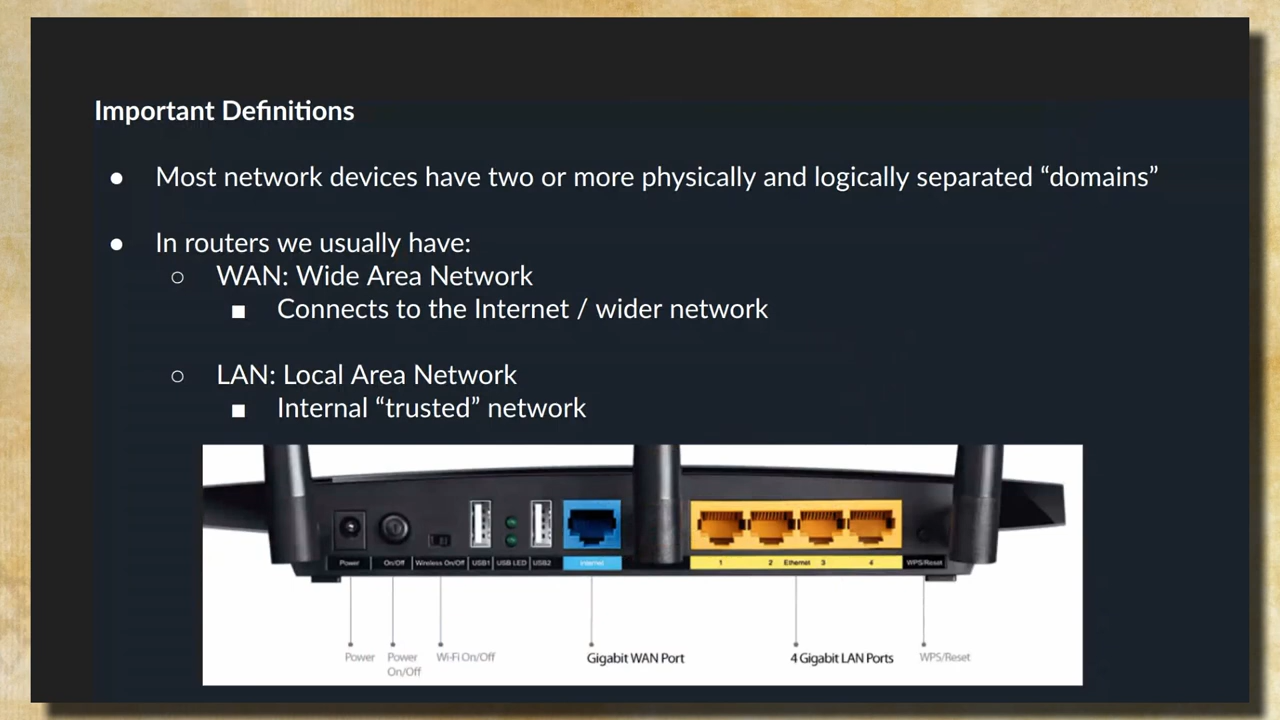 Important Definitions
● Most network devices have two or more physically and logically separated “domains”
● In routers we usually have:
○ WAN: Wide Area Network
■ Connects to the Internet / wider network
○ LAN: Local Area Network
■ Internal “trusted” network
Power On/Off Wireless On/Off USB1 USB LED USB2 Internet 1 2 Ethernet 3 4 WPS/Reset
Power Power Wi-Fi On/Off Gigabit WAN Port 4 Gigabit LAN Ports WPS/Reset
On/Off